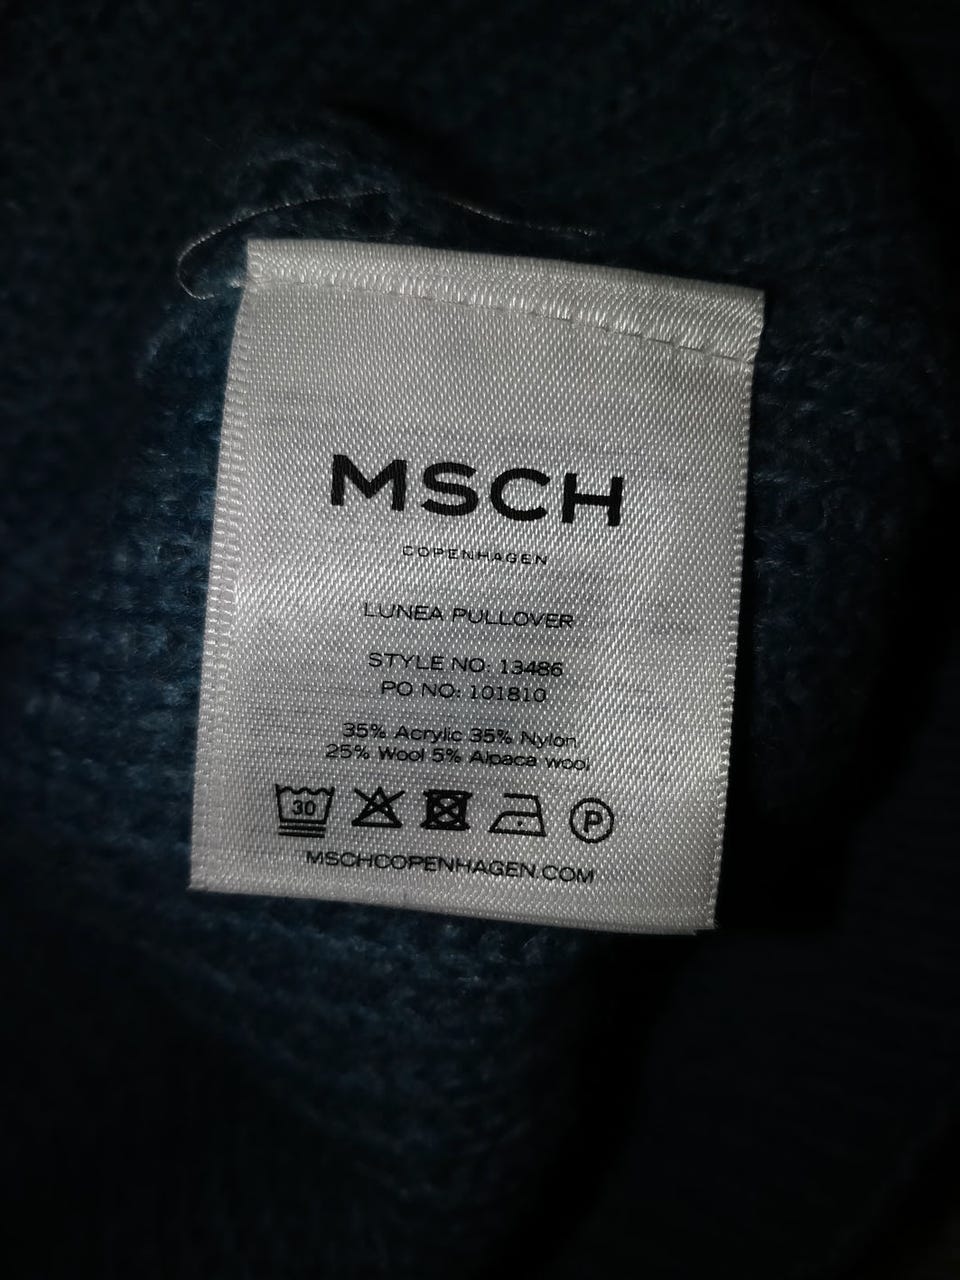 MSCH
COPENHAGEN
LUNEA PULLOVER
STYLE NO: 13486
PO NO: 101810
35% Acrylic 35% Nylon
25% Wool 5% Alpaca wool
30 P
MSCHCOPENHAGEN.COM